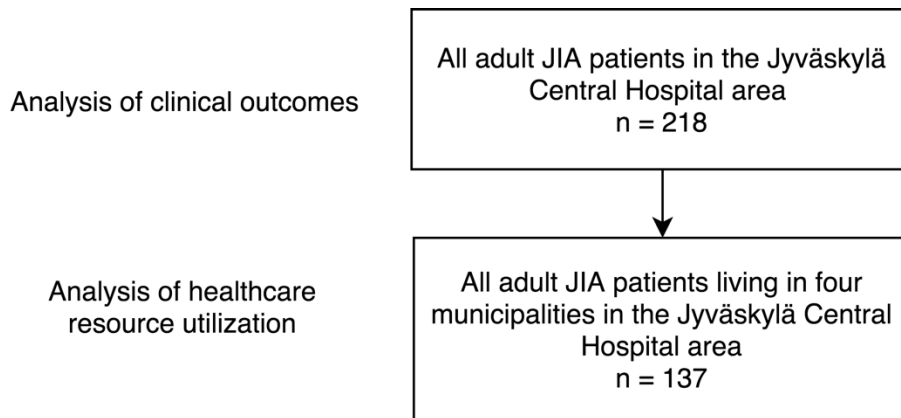 Analysis of clinical outcomes
All adult JIA patients in the Jyväskylä
Central Hospital area
n = 218
Analysis of healthcare
resource utilization
All adult JIA patients living in four
municipalities in the Jyväskylä Central
Hospital area
n = 137